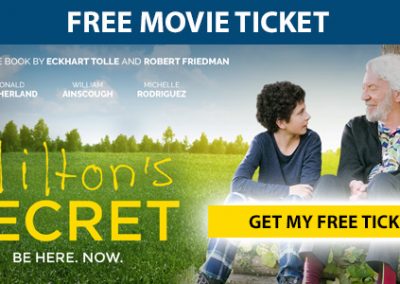 FREE MOVIE TICKET
E BOOK BY ECKHART TOLLE AND ROBERT FRIEDMAN
ONALD WILLIAM MICHELLE
HERLAND AINSCOUGH RODRIGUEZ
ilton's
ECRET
BE HERE. NOW.
GET MY FREE TICK